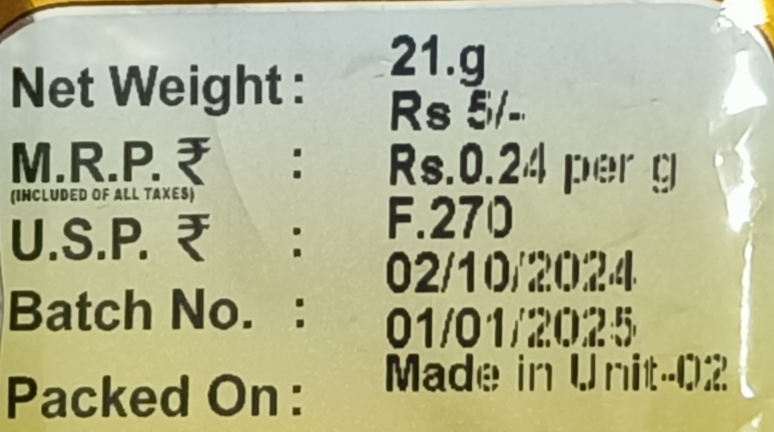 Net Weight: 21.g
Rs 5/-
M.R.P. ₹ : Rs.0.24 per g
(INCLUDED OF ALL TAXES)
U.S.P. ₹ : F.270
02/10/2024
Batch No. : 01/01/2025
Made in Unit-02
Packed On: